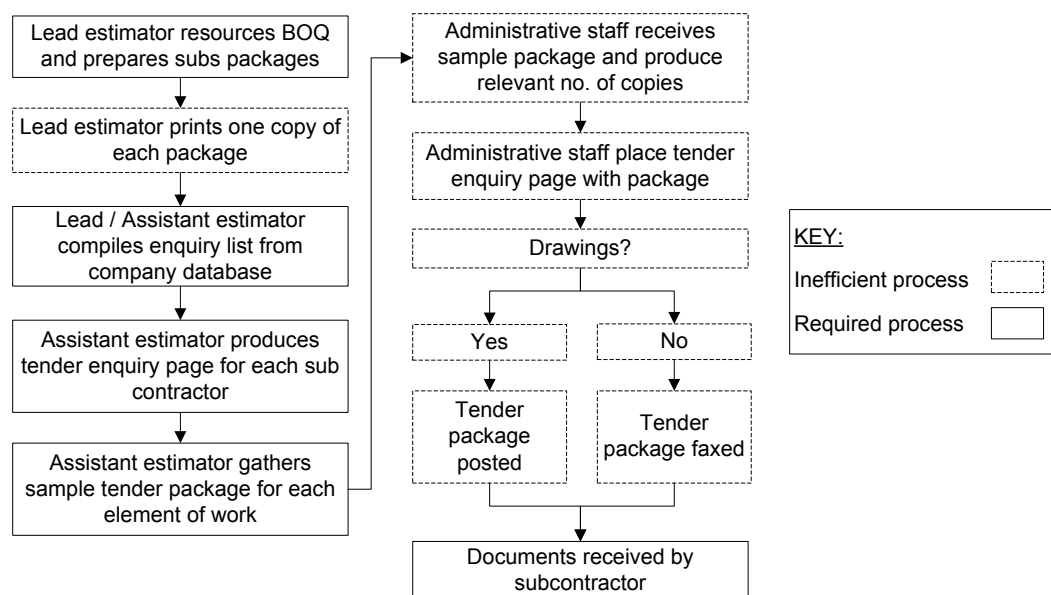 Lead estimator resources BOQ
and prepares subs packages
Lead estimator prints one copy of
each package
Lead / Assistant estimator
compiles enquiry list from
company database
Assistant estimator produces
tender enquiry page for each sub
contractor
Assistant estimator gathers
sample tender package for each
element of work
Administrative staff receives
sample package and produce
relevant no. of copies
Administrative staff place tender
enquiry page with package
Drawings?
Yes
No
Tender
package
posted
Tender
package faxed
Documents received by
subcontractor
KEY:
Inefficient process
Required process